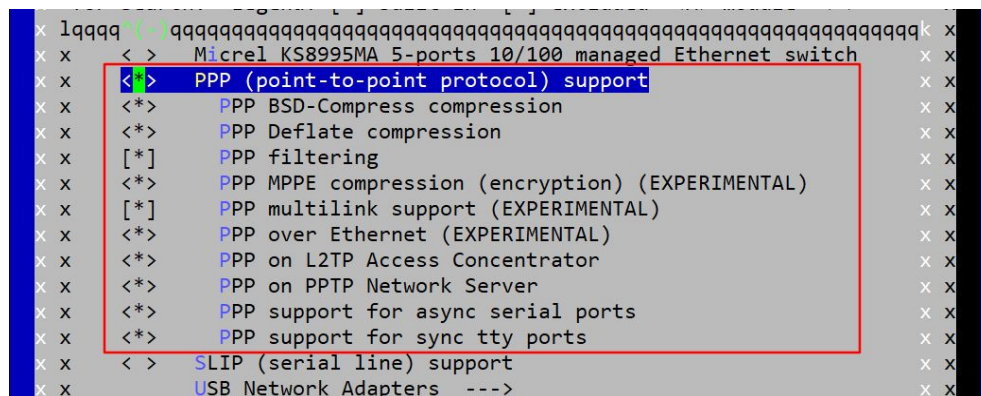 x lqqqq^(-)qqqqqqqqqqqqqqqqqqqqqqqqqqqqqqqqqqqqqqqqqqqqqqqqqqqqqqqqqk x
x x < > Micrel KS8995MA 5-ports 10/100 managed Ethernet switch x x
x x <*> PPP (point-to-point protocol) support x x
x x <*> PPP BSD-Compress compression x x
x x <*> PPP Deflate compression x x
x x [*] PPP filtering x x
x x <*> PPP MPPE compression (encryption) (EXPERIMENTAL) x x
x x [*] PPP multilink support (EXPERIMENTAL) x x
x x <*> PPP over Ethernet (EXPERIMENTAL) x x
x x <*> PPP on L2TP Access Concentrator x x
x x <*> PPP on PPTP Network Server x x
x x <*> PPP support for async serial ports x x
x x <*> PPP support for sync tty ports x x
x x < > SLIP (serial line) support x x
x x USB Network Adapters ---> x x